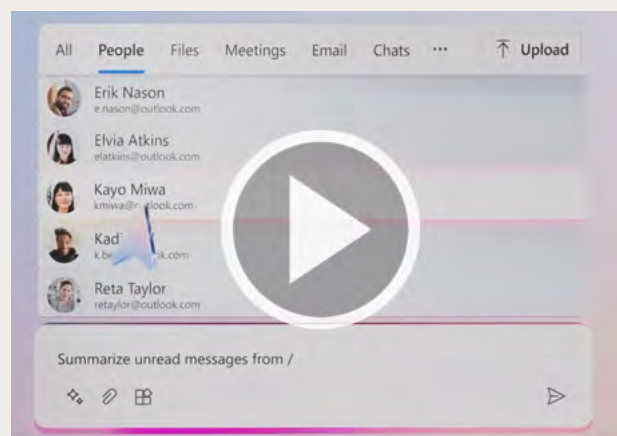 All People Files Meetings Email Chats ... Upload
Erik Nason
e.nason@outlook.com
Elvia Atkins
elatkins@outlook.com
Kayo Miwa
Reta Taylor
retaylor@outlook.com
Summarize unread messages from /